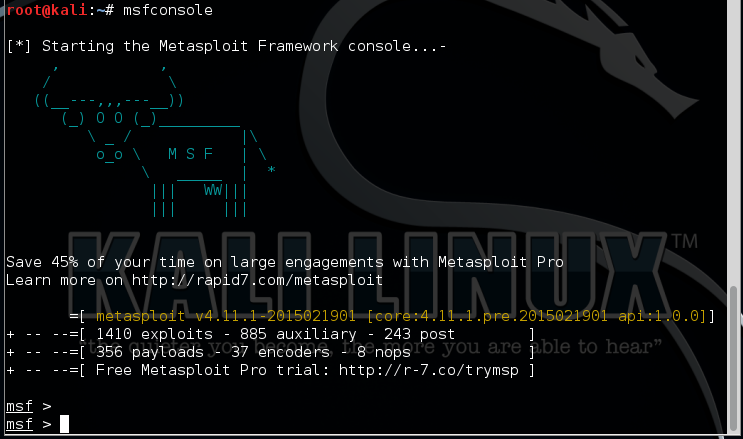 root@kali:~# msfconsole
[*] Starting the Metasploit Framework console...-
      ,           ,
     /             \
   ((__---,,,---__))
      (_) O O (_)_________
         \ _ /            |\
          o_o \   M S F   | \
               \   _____  |  *
                |||   WW|||
                |||     |||
KALI LINUX™
Save 45% of your time on large engagements with Metasploit Pro
Learn more on http://rapid7.com/metasploit
       =[ metasploit v4.11.1-2015021901 [core:4.11.1.pre.2015021901 api:1.0.0]]
+ -- --=[ 1410 exploits - 885 auxiliary - 243 post        ]
"the quieter you become, the more you are able to hear"
+ -- --=[ 356 payloads - 37 encoders - 8 nops             ]
+ -- --=[ Free Metasploit Pro trial: http://r-7.co/trymsp ]
msf >
msf >